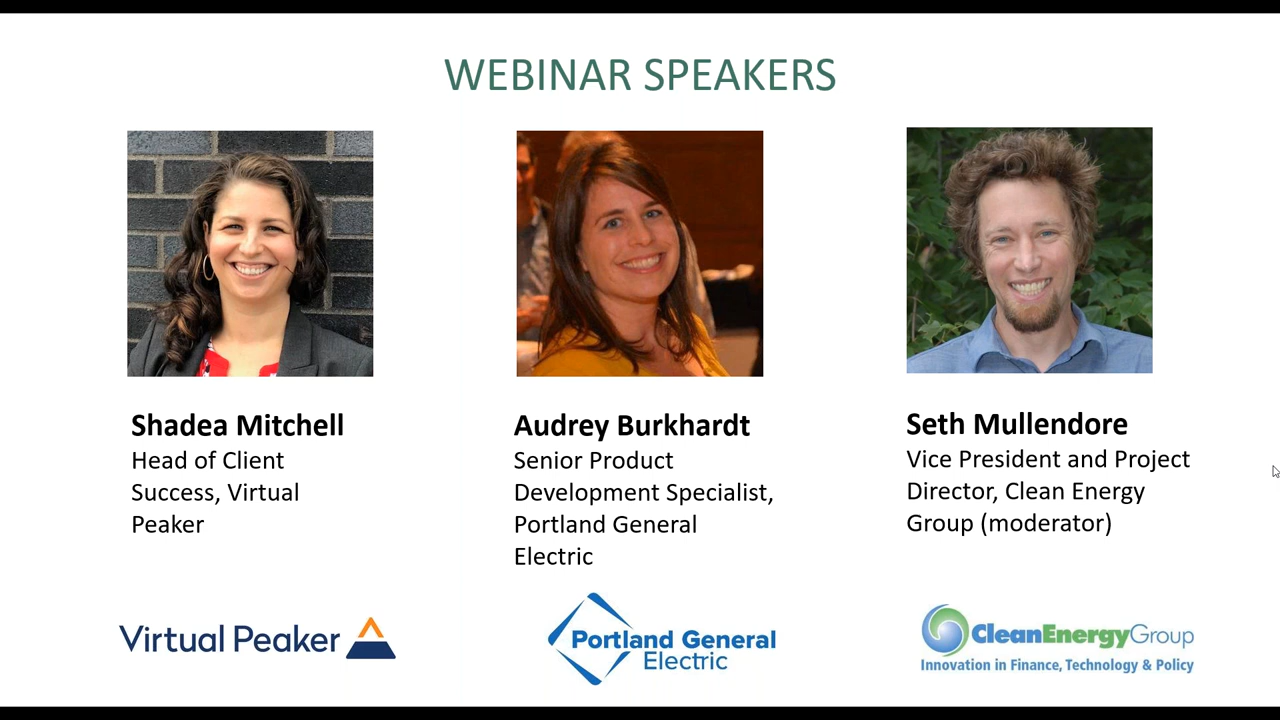 WEBINAR SPEAKERS
Shadea Mitchell
Head of Client
Success, Virtual
Peaker
Audrey Burkhardt
Senior Product
Development Specialist,
Portland General
Electric
Seth Mullendore
Vice President and Project
Director, Clean Energy
Group (moderator)
Virtual Peaker
Portland General
Electric
CleanEnergyGroup
Innovation in Finance, Technology & Policy